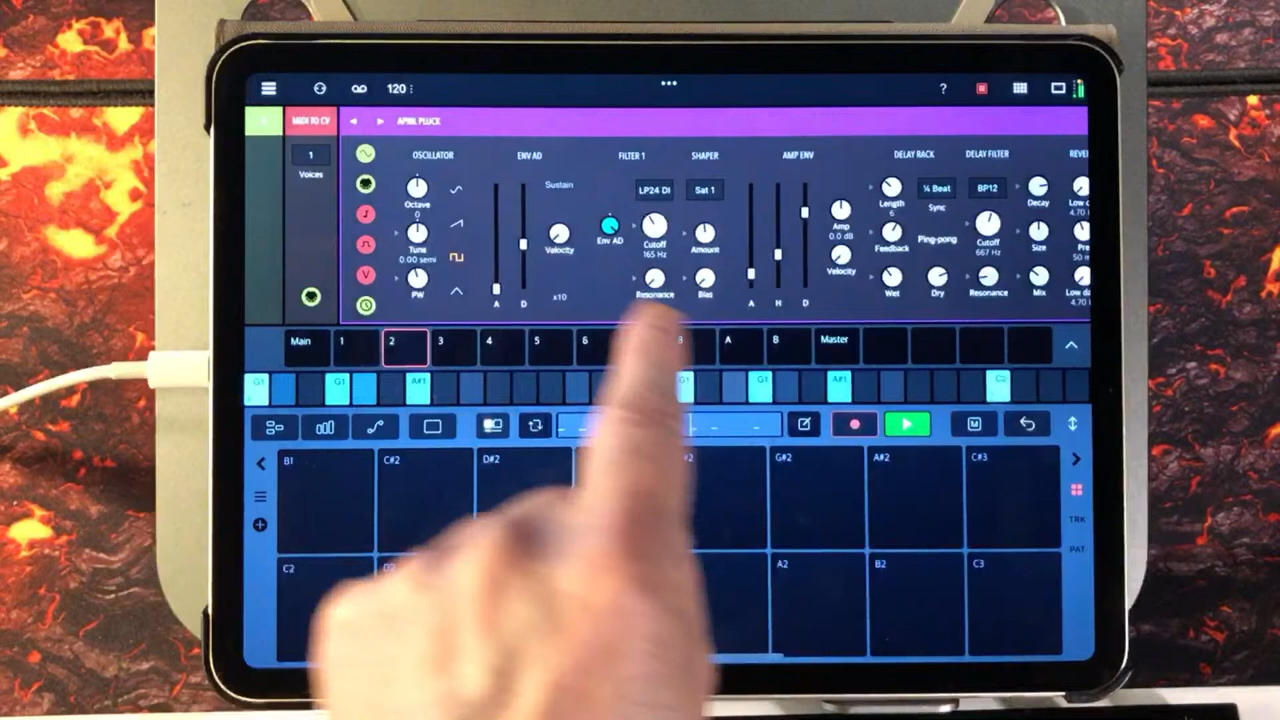 120 ?
MIDI TO CV APRIL PLUCK
1
Voices
OSCILLATOR ENV AD FILTER 1 SHAPER AMP ENV DELAY RACK DELAY FILTER
Sustain LP24 DI Sat 1 ¼ Beat BP12
Octave Length Sync Decay
0 6
Velocity Env AD Cutoff Amount Amp Cutoff
Tune 165 Hz 0.0 dB Feedback Ping-pong 667 Hz Size
0.00 semi
Velocity
PW x10 Resonance Bias Wet Dry Resonance Mix
A D A H D
Main 1 2 3 4 5 6 8 A B Master
G1 G1 A#1 G1 G1 A#1 C2
M
B1 C#2 D#2 G#2 A#2 C#3
TRK
PAT
C2 D2 A2 B2 C3